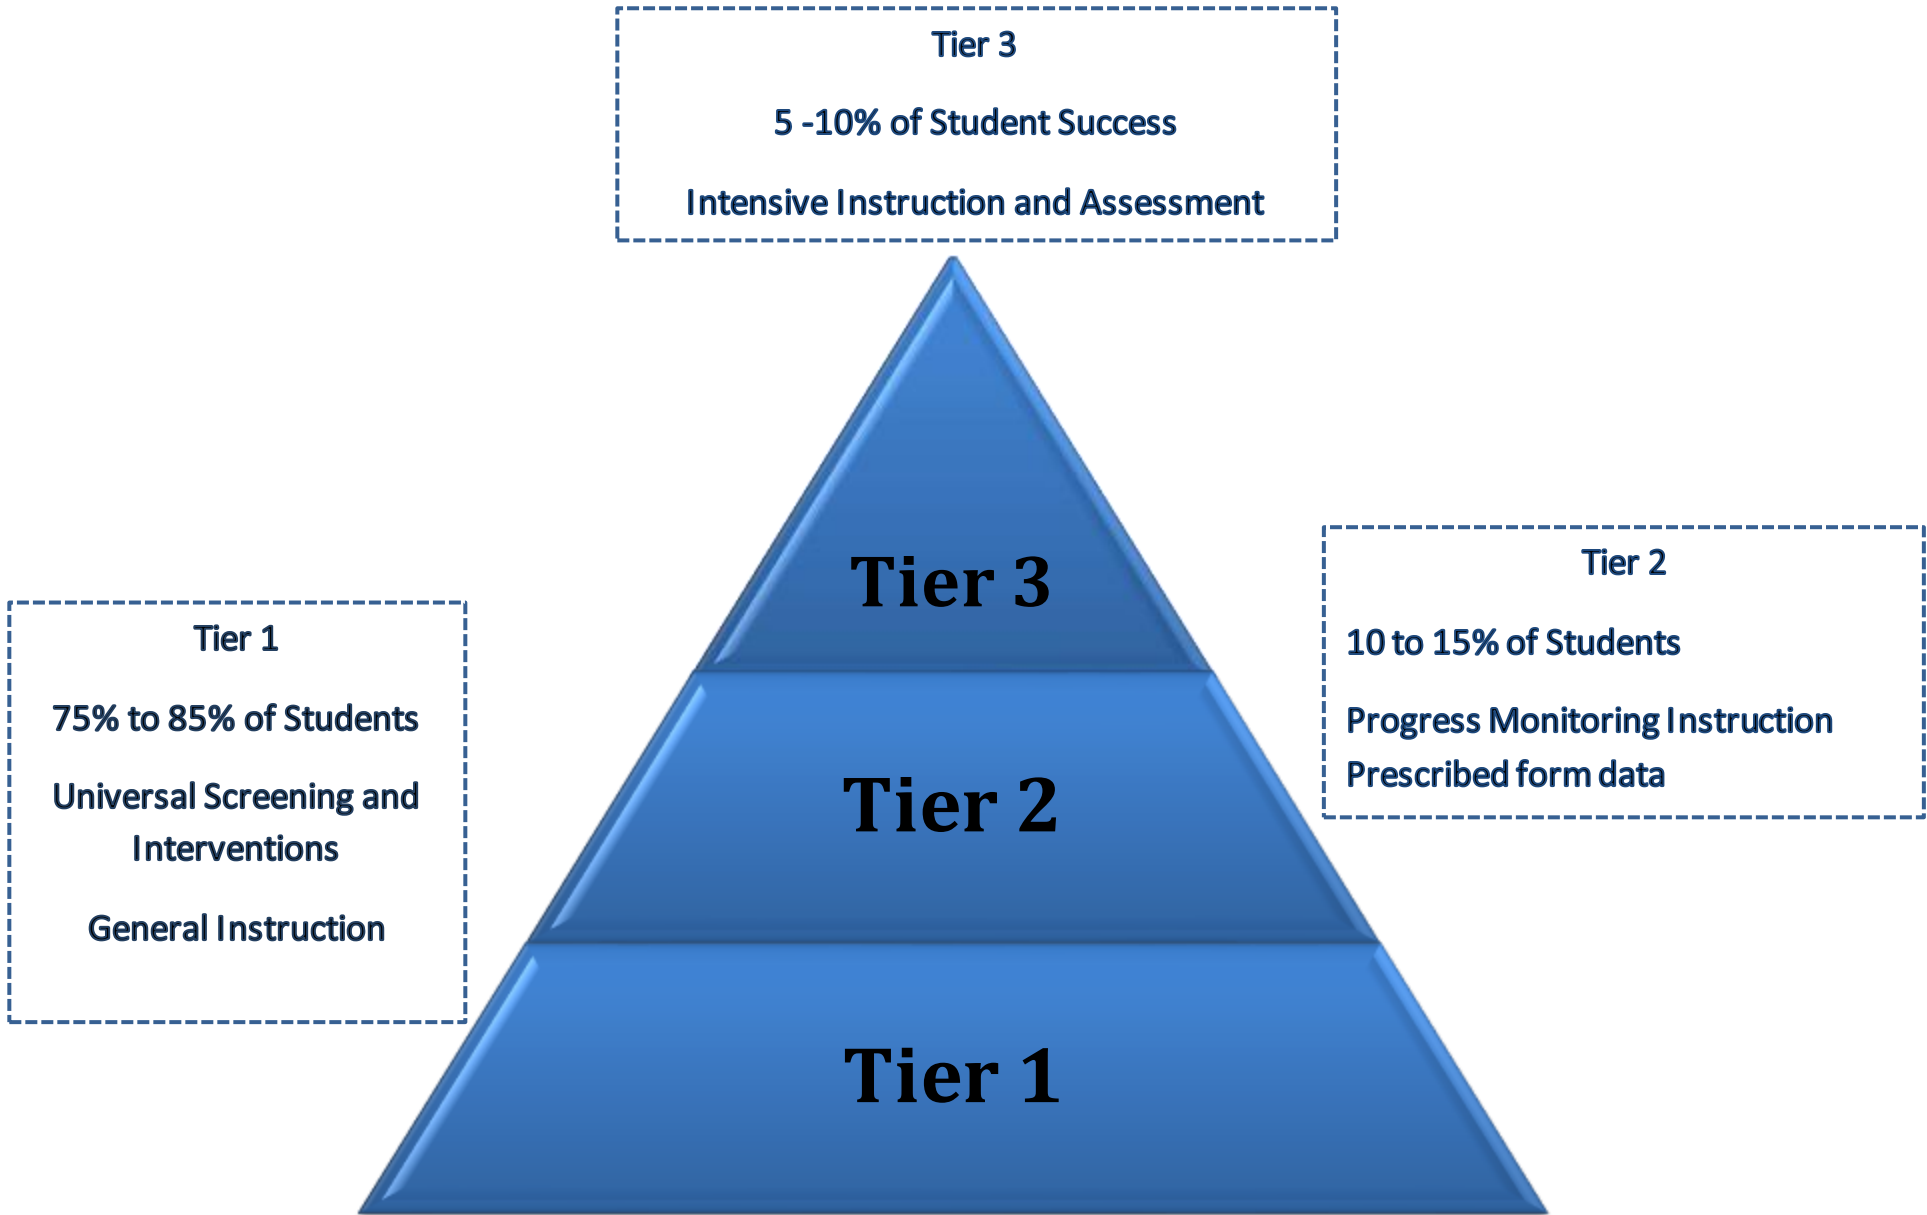 Tier 3
5 -10% of Student Success
Intensive Instruction and Assessment
Tier 3
Tier 2
10 to 15% of Students
Progress Monitoring Instruction
Prescribed form data
Tier 1
75% to 85% of Students
Universal Screening and
Interventions
General Instruction
Tier 2
Tier 1